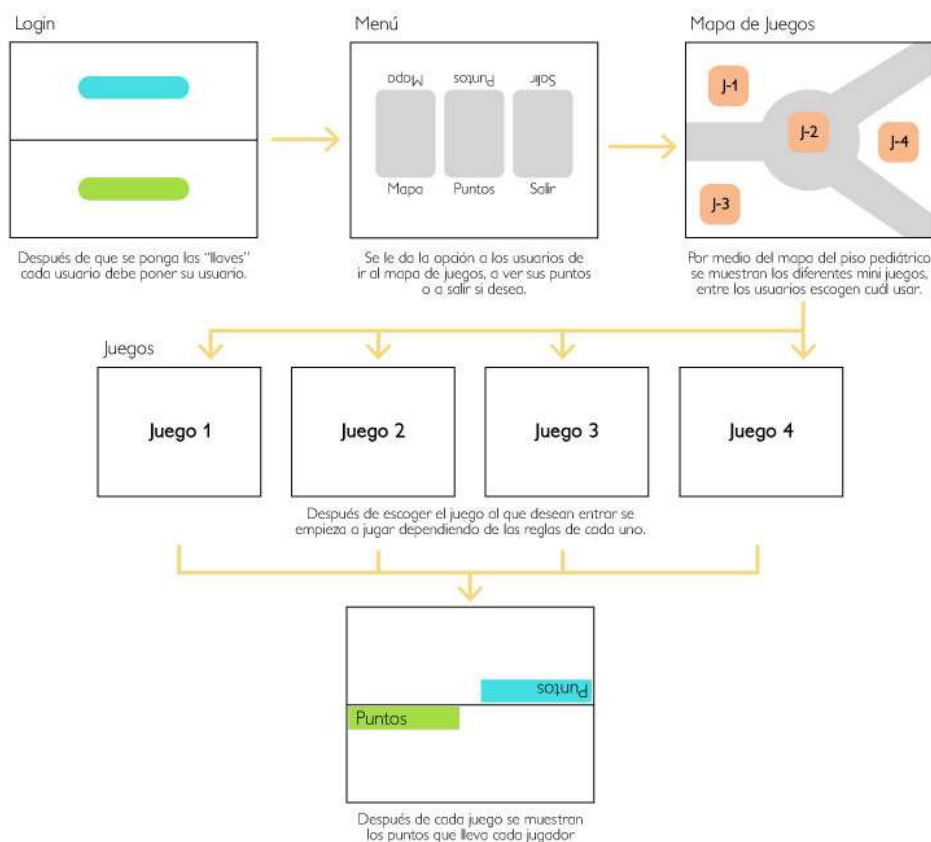 Login
Después de que se ponga las "llaves"
cada usuario debe poner su usuario.
Menú
Mapa Puntos Salir
Mapa Puntos Salir
Se le da la opción a los usuarios de
ir al mapa de juegos, a ver sus puntos
o a salir si desea.
Mapa de Juegos
J-1
J-2
J-4
J-3
Por medio del mapa del piso pediátrico
se muestran los diferentes mini juegos,
entre los usuarios escogen cuál usar.
Juegos
Juego 1
Juego 2
Juego 3
Juego 4
Después de escoger el juego al que desean entrar se
empieza a jugar dependiendo de las reglas de cada uno.
Puntos
Puntos
Después de cada juego se muestran
los puntos que lleva cada jugador